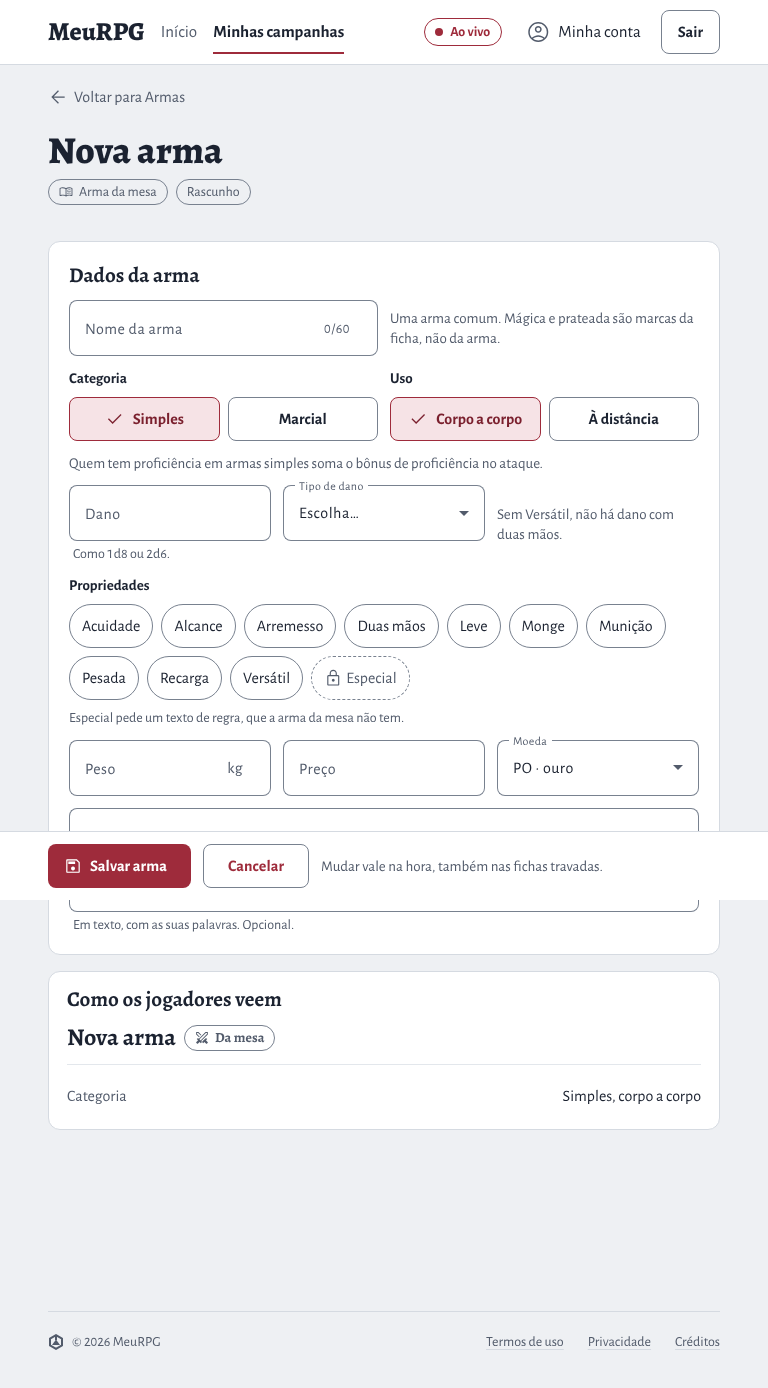 MeuRPG Início Minhas campanhas Ao vivo Minha conta Sair
Voltar para Armas
Nova arma
Arma da mesa Rascunho
Dados da arma
Nome da arma 0/60
Uma arma comum. Mágica e prateada são marcas da
ficha, não da arma.
Categoria Uso
Simples Marcial Corpo a corpo À distância
Quem tem proficiência em armas simples soma o bônus de proficiência no ataque.
Tipo de dano
Dano Escolha…
Sem Versátil, não há dano com
duas mãos.
Como 1d8 ou 2d6.
Propriedades
Acuidade Alcance Arremesso Duas mãos Leve Monge Munição
Pesada Recarga Versátil Especial
Especial pede um texto de regra, que a arma da mesa não tem.
Moeda
Peso kg Preço PO · ouro
Salvar arma Cancelar Mudar vale na hora, também nas fichas travadas.
Em texto, com as suas palavras. Opcional.
Como os jogadores veem
Nova arma Da mesa
Categoria Simples, corpo a corpo
© 2026 MeuRPG Termos de uso Privacidade Créditos